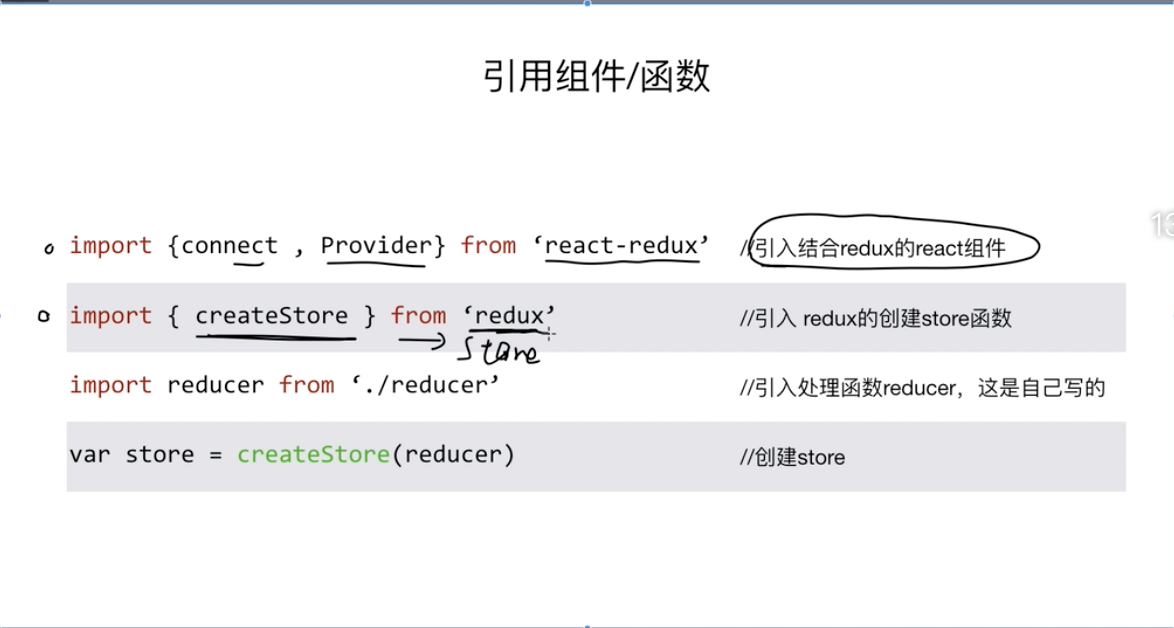 引用组件/函数
import {connect , Provider} from ‘react-redux’ //引入结合redux的react组件
import { createStore } from ‘redux’ //引入 redux的创建store函数
store
import reducer from ‘./reducer’ //引入处理函数reducer，这是自己写的
var store = createStore(reducer) //创建store